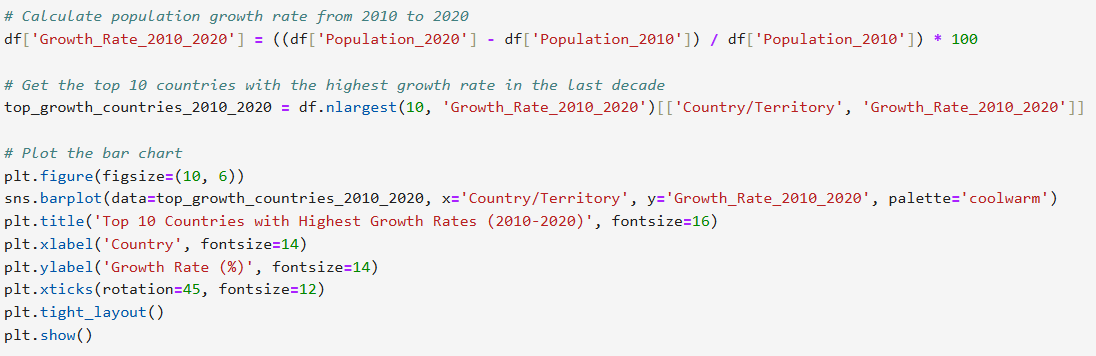 # Calculate population growth rate from 2010 to 2020
df['Growth_Rate_2010_2020'] = ((df['Population_2020'] - df['Population_2010']) / df['Population_2010']) * 100
# Get the top 10 countries with the highest growth rate in the last decade
top_growth_countries_2010_2020 = df.nlargest(10, 'Growth_Rate_2010_2020')[['Country/Territory', 'Growth_Rate_2010_2020']]
# Plot the bar chart
plt.figure(figsize=(10, 6))
sns.barplot(data=top_growth_countries_2010_2020, x='Country/Territory', y='Growth_Rate_2010_2020', palette='coolwarm')
plt.title('Top 10 Countries with Highest Growth Rates (2010-2020)', fontsize=16)
plt.xlabel('Country', fontsize=14)
plt.ylabel('Growth Rate (%)', fontsize=14)
plt.xticks(rotation=45, fontsize=12)
plt.tight_layout()
plt.show()